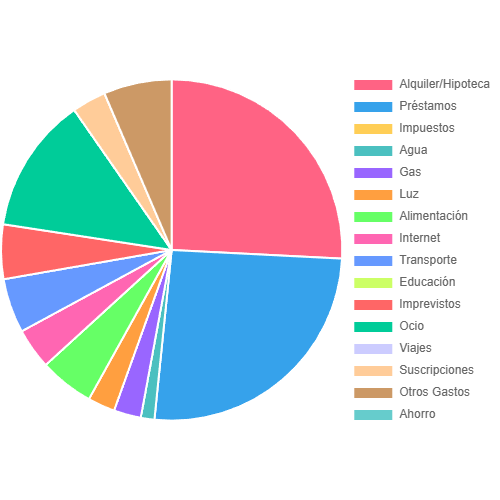 Alquiler/Hipoteca
Préstamos
Impuestos
Agua
Gas
Luz
Alimentación
Internet
Transporte
Educación
Imprevistos
Ocio
Viajes
Suscripciones
Otros Gastos
Ahorro